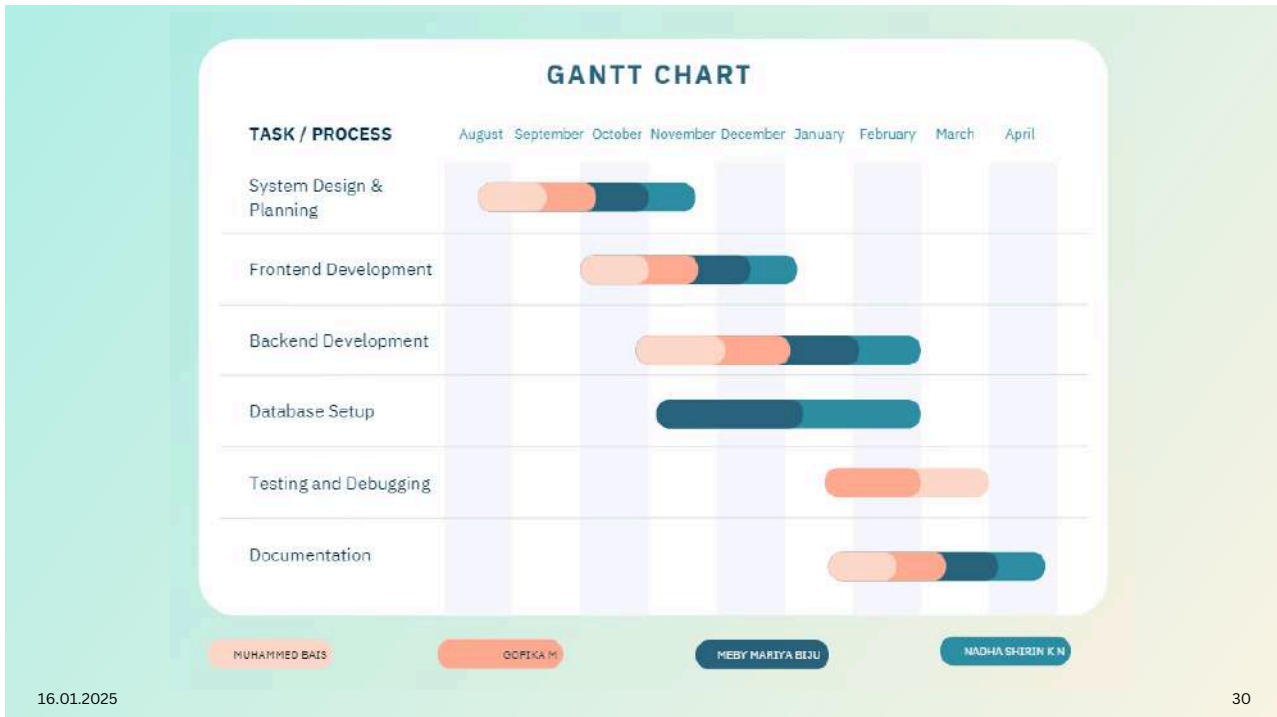 GANTT CHART
TASK / PROCESS August September October November December January February March April
System Design &
Planning
Frontend Development
Backend Development
Database Setup
Testing and Debugging
Documentation
MUHAMMED BAIS GOPIKA M MEBY MARIYA BIJU NADHA SHIRIN K N
16.01.2025 30